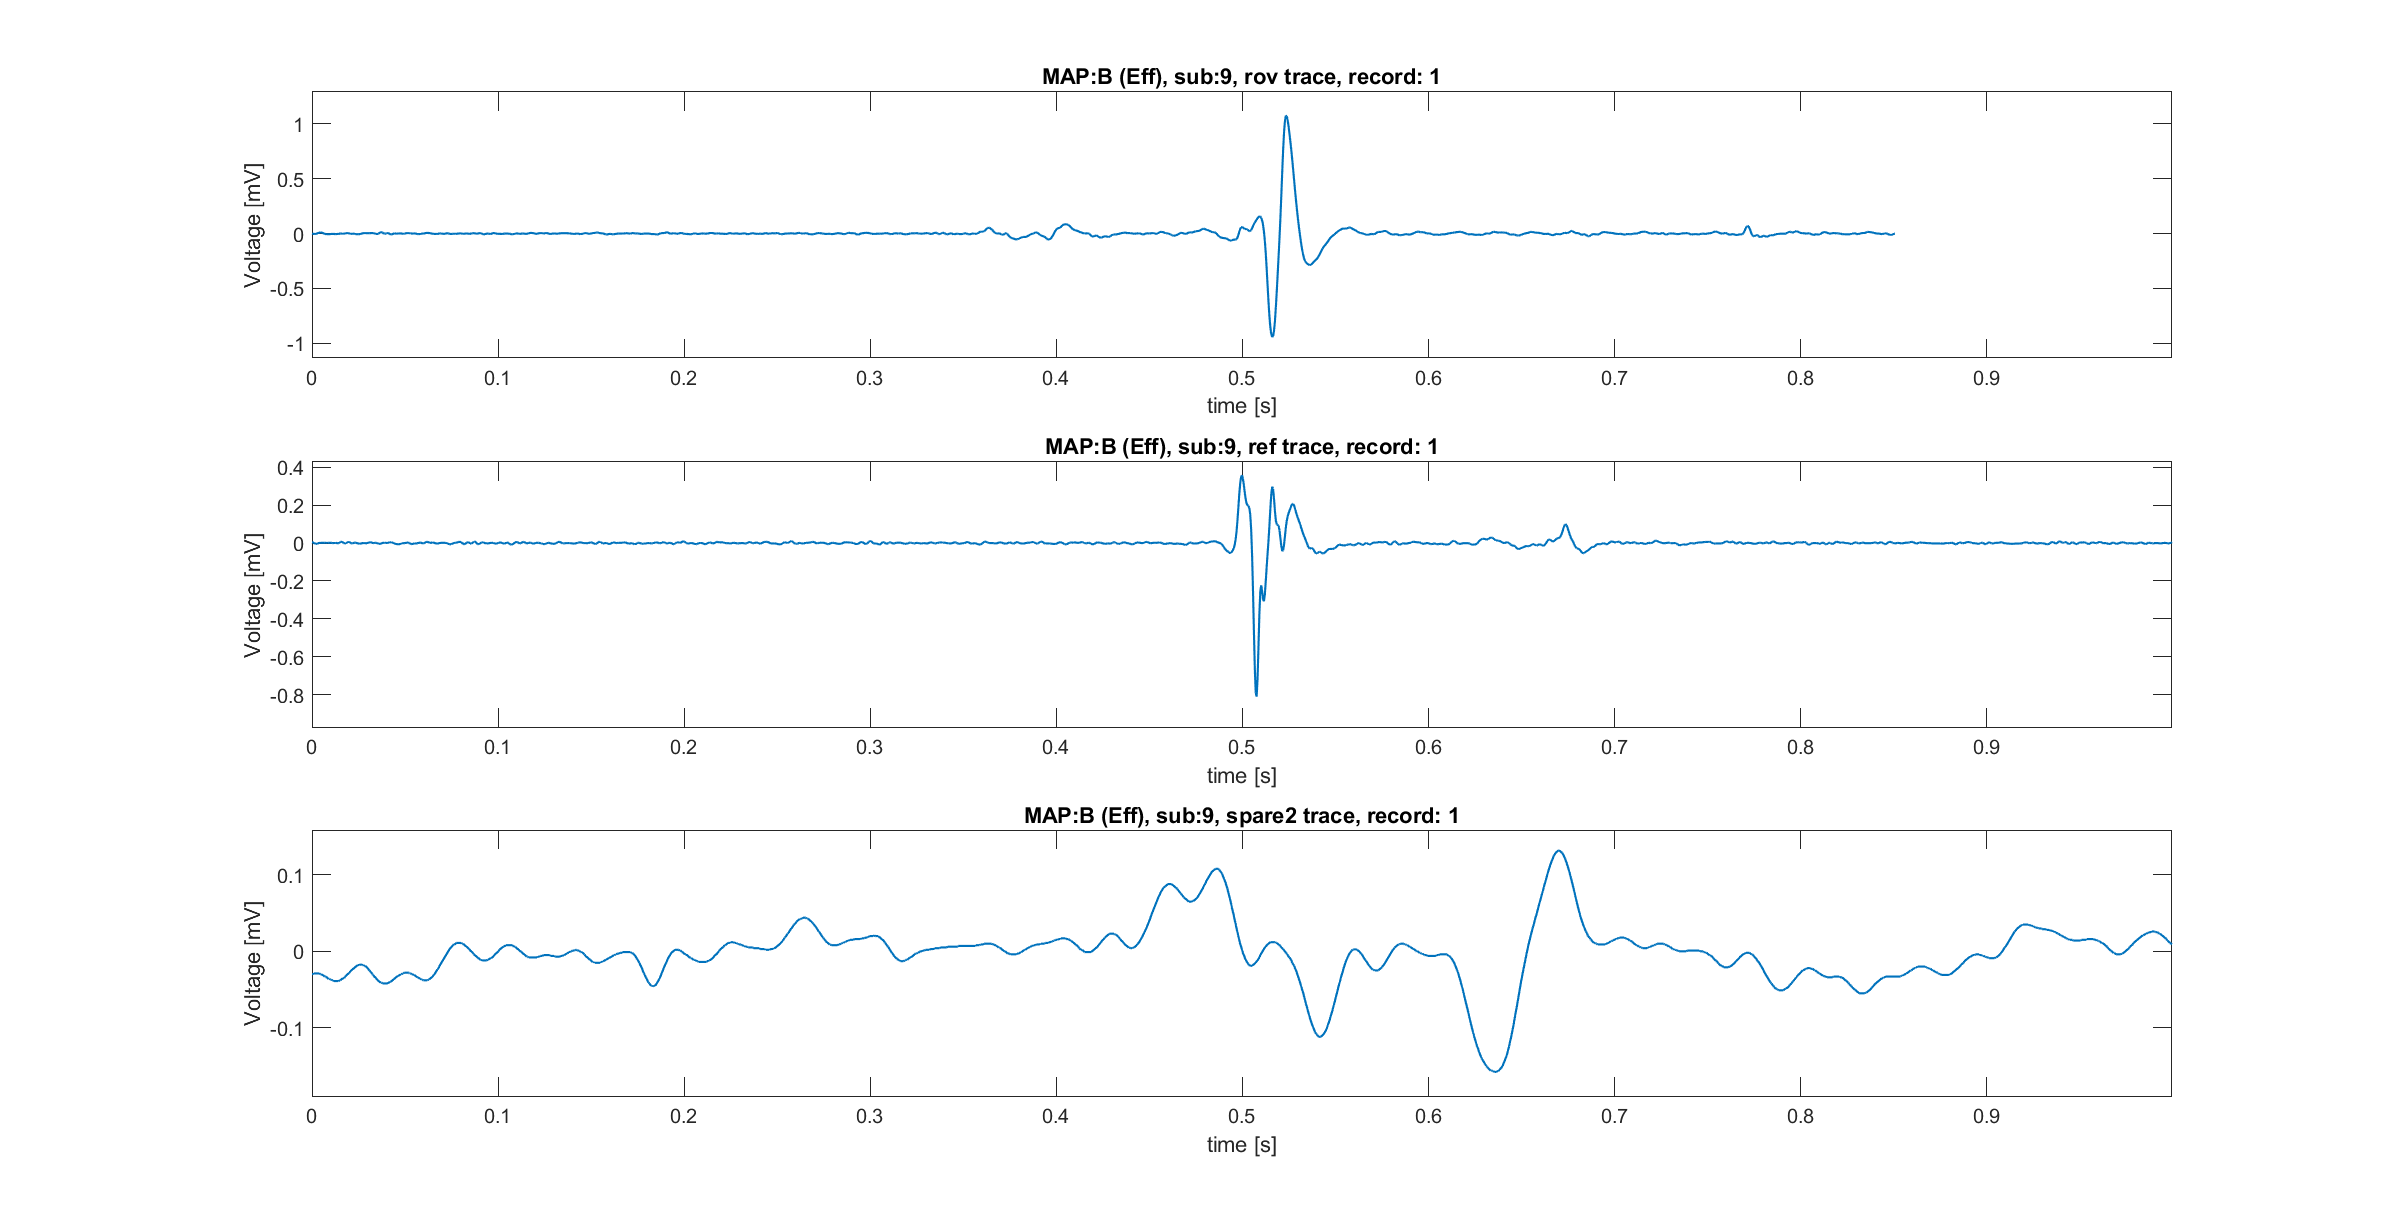 MAP:B (Eff), sub:9, rov trace, record: 1
Voltage [mV]
1
0.5
0
-0.5
-1
0 0.1 0.2 0.3 0.4 0.5 0.6 0.7 0.8 0.9
time [s]
MAP:B (Eff), sub:9, ref trace, record: 1
Voltage [mV]
0.4
0.2
0
-0.2
-0.4
-0.6
-0.8
0 0.1 0.2 0.3 0.4 0.5 0.6 0.7 0.8 0.9
time [s]
MAP:B (Eff), sub:9, spare2 trace, record: 1
Voltage [mV]
0.1
0
-0.1
0 0.1 0.2 0.3 0.4 0.5 0.6 0.7 0.8 0.9
time [s]